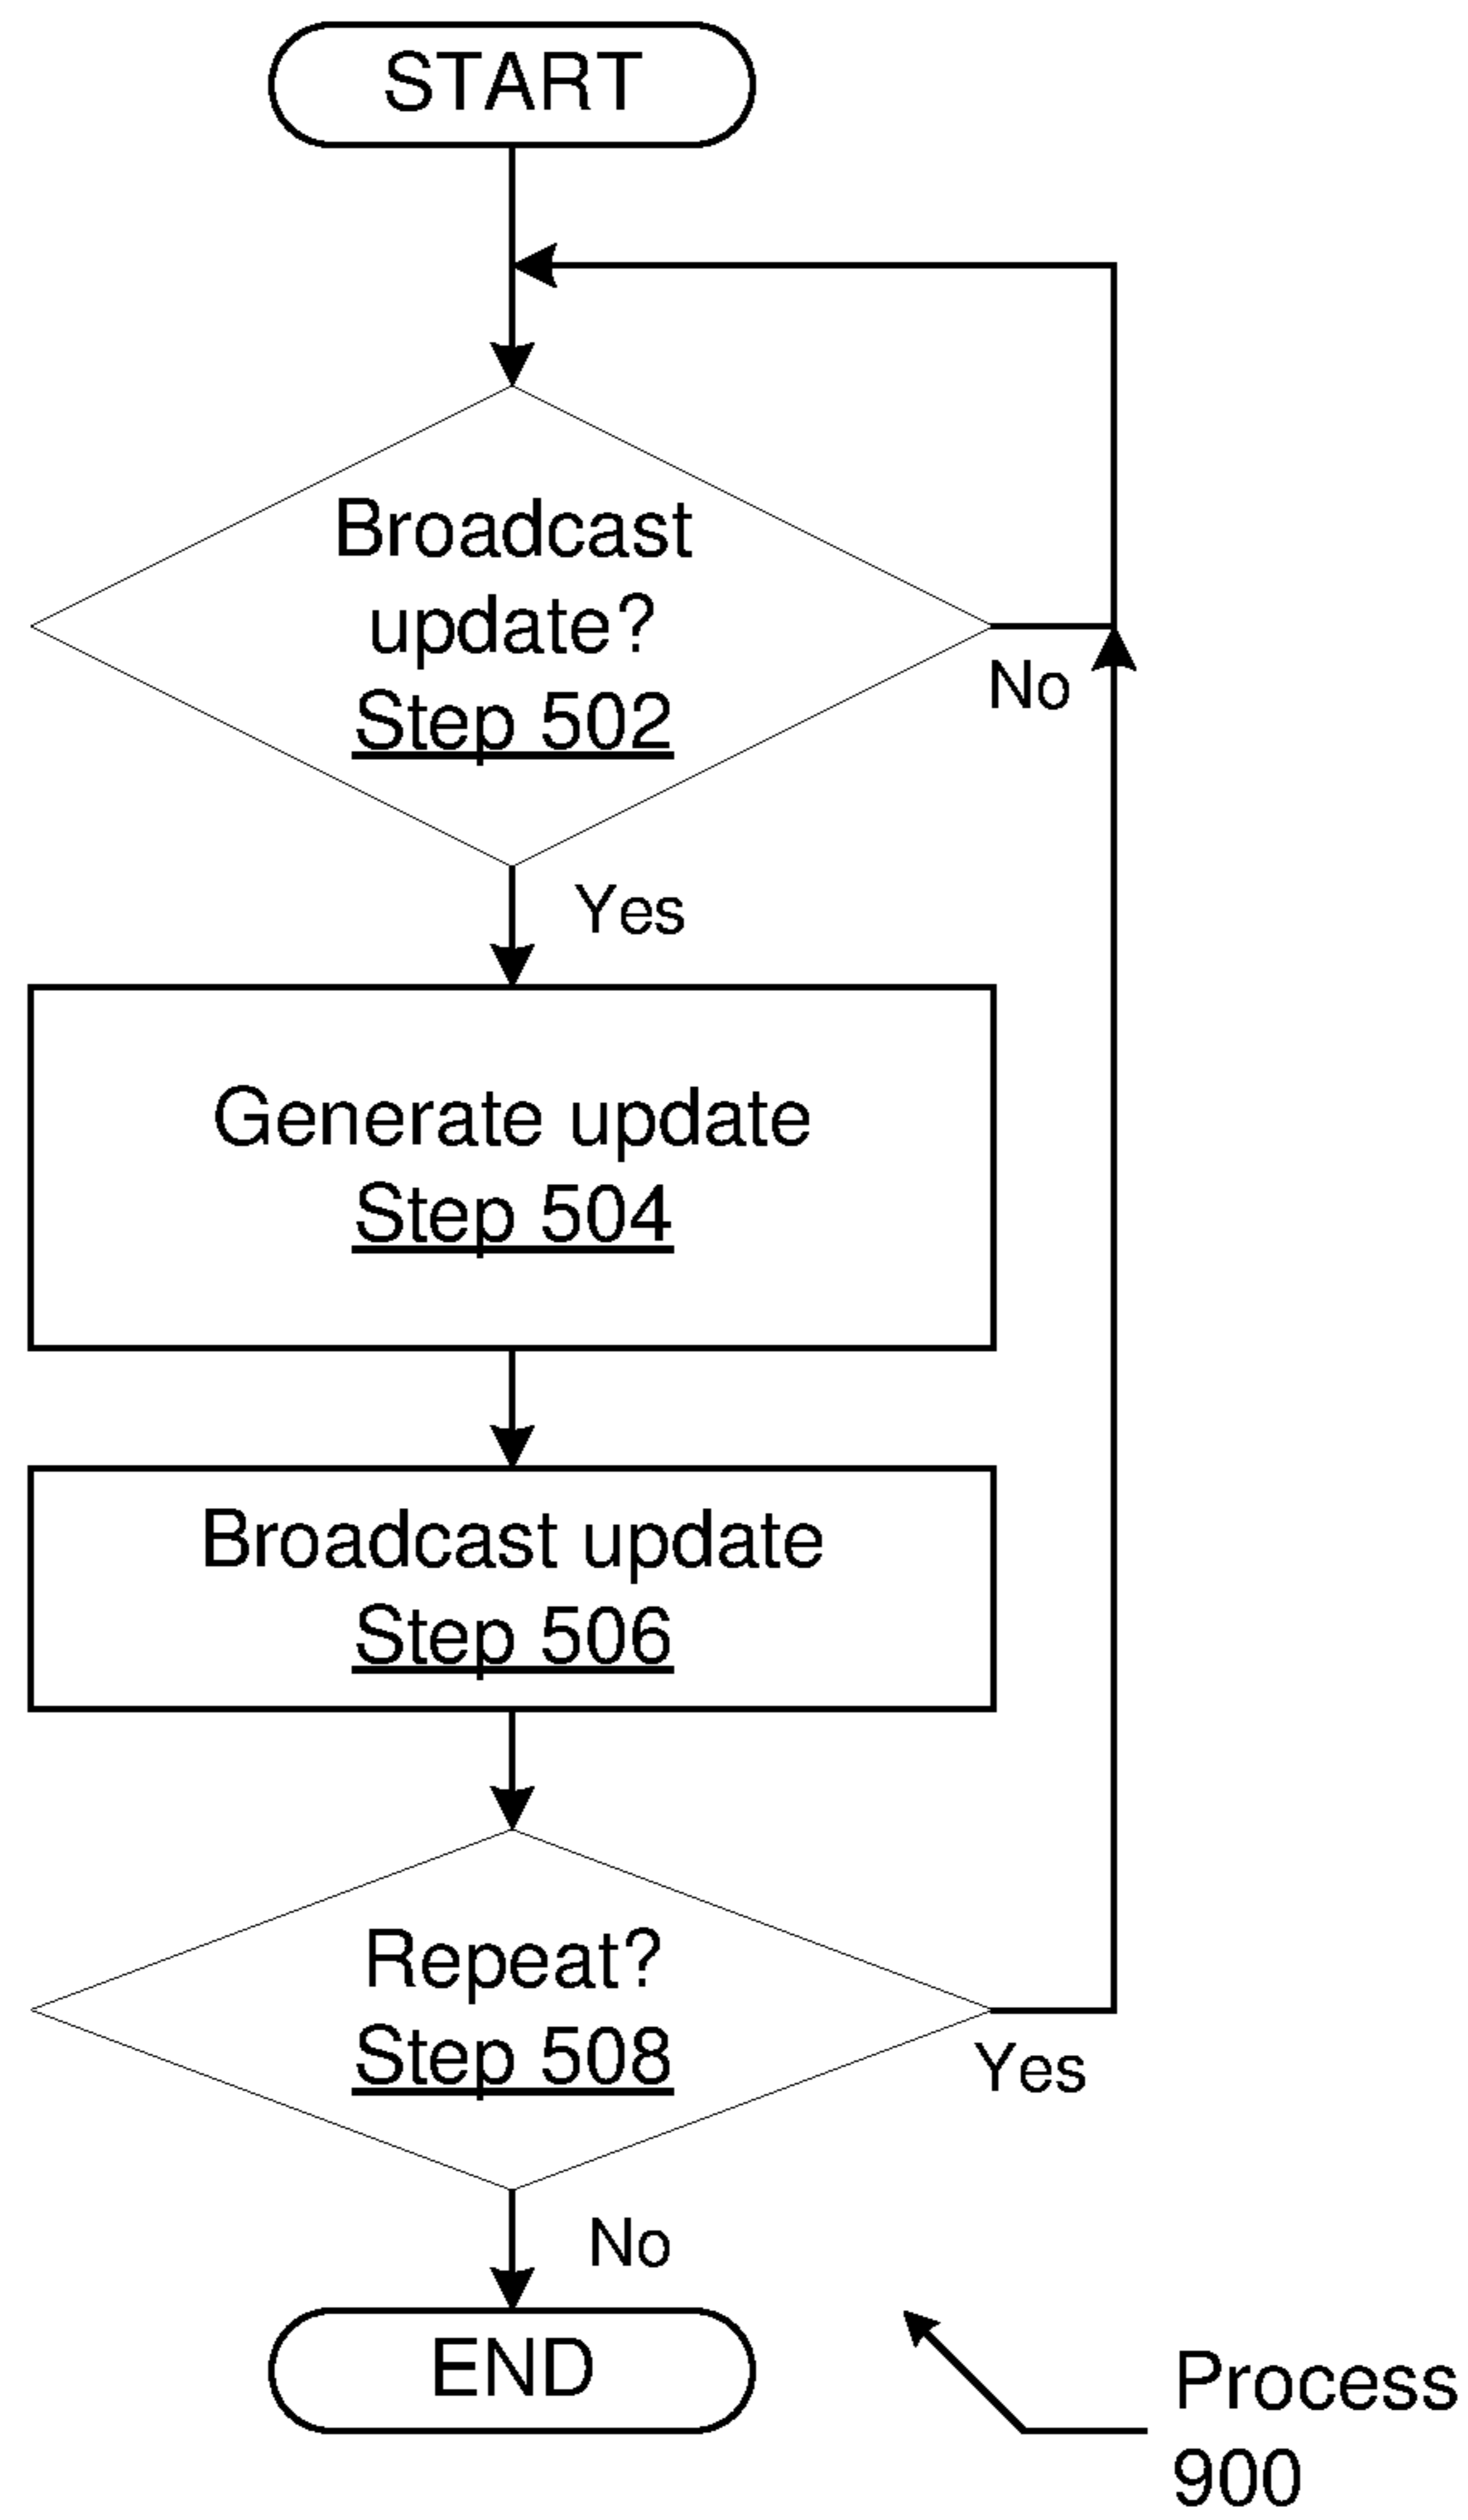 START
Broadcast
update?
Step 502
No
Yes
Generate update
Step 504
Broadcast update
Step 506
Repeat?
Step 508
Yes
No
END
Process
900